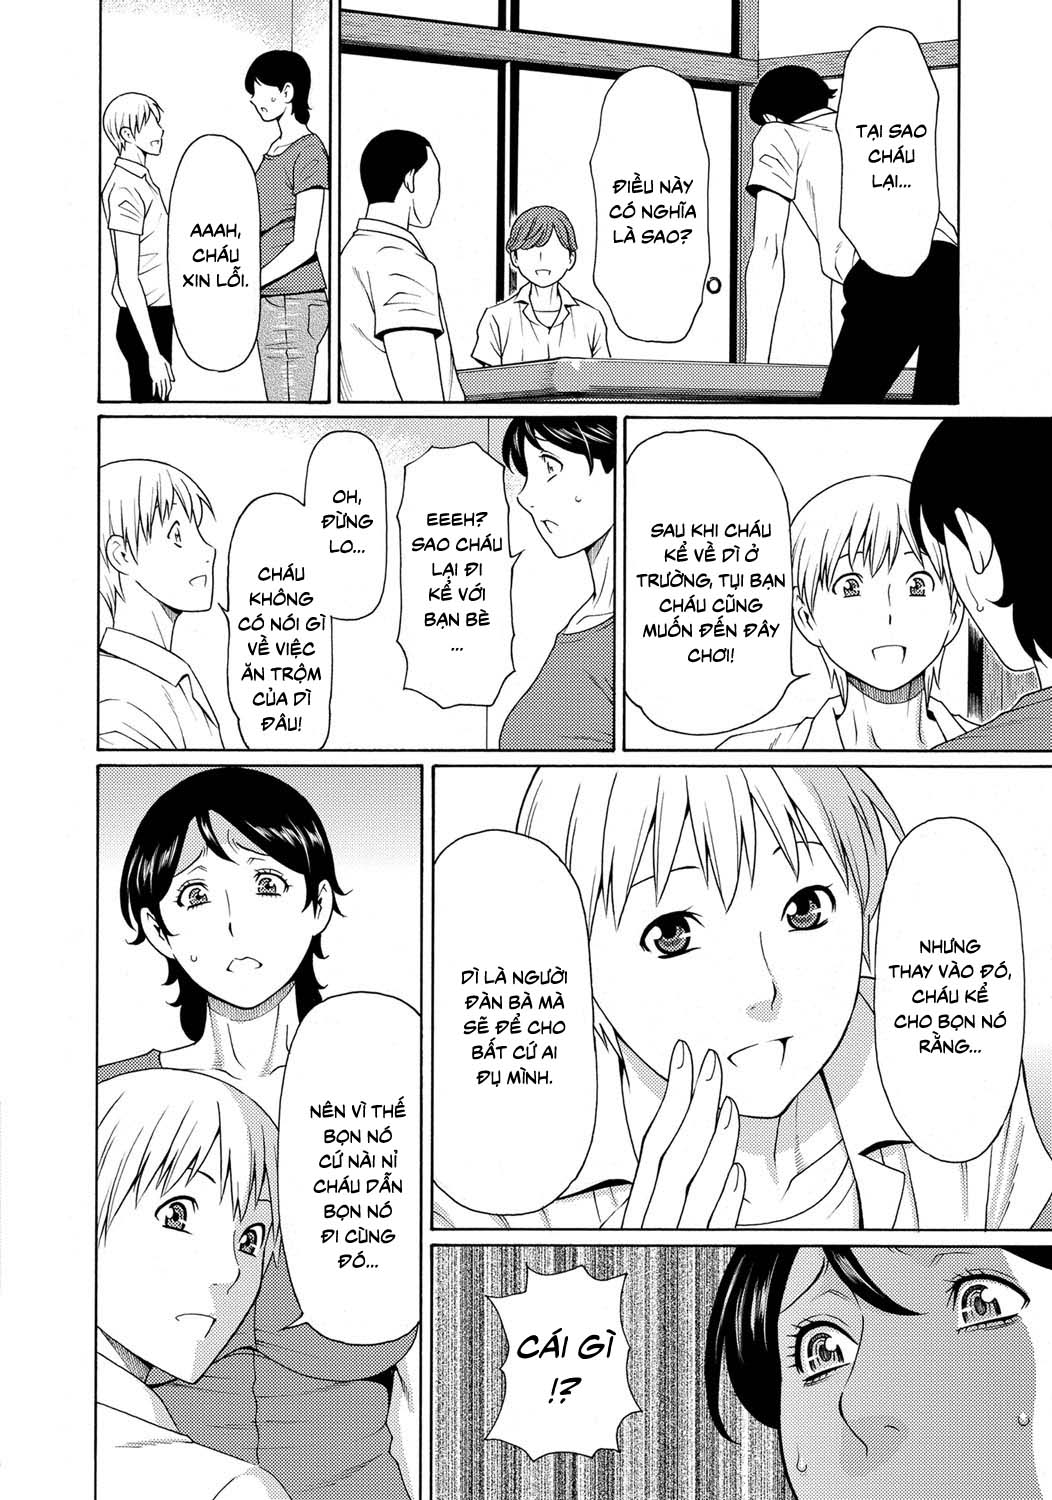 TẠI SAO
CHÁU
LẠI...
ĐIỀU NÀY
CÓ NGHĨA
LÀ SAO?
AAAH,
CHÁU
XIN LỖI.
SAU KHI CHÁU
KỂ VỀ DÌ Ở
TRƯỜNG, TỤI BẠN
CHÁU CŨNG
MUỐN ĐẾN ĐÂY
CHƠI!
EEEH?
SAO CHÁU
LẠI ĐI
KỂ VỚI
BẠN BÈ
...
OH,
ĐỪNG
LO...
CHÁU
KHÔNG
CÓ NÓI GÌ
VỀ VIỆC
ĂN TRỘM
CỦA DÌ
ĐÂU!
NHƯNG
THAY VÀO ĐÓ,
CHÁU KỂ
CHO BỌN NÓ
RẰNG...
DÌ LÀ NGƯỜI
ĐÀN BÀ MÀ
SẼ ĐỂ CHO
BẤT CỨ AI
ĐỤ MÌNH.
NÊN VÌ THẾ
BỌN NÓ
CỨ NÀI NỈ
CHÁU DẪN
BỌN NÓ
ĐI CÙNG
ĐÓ...
CÁI GÌ
!?